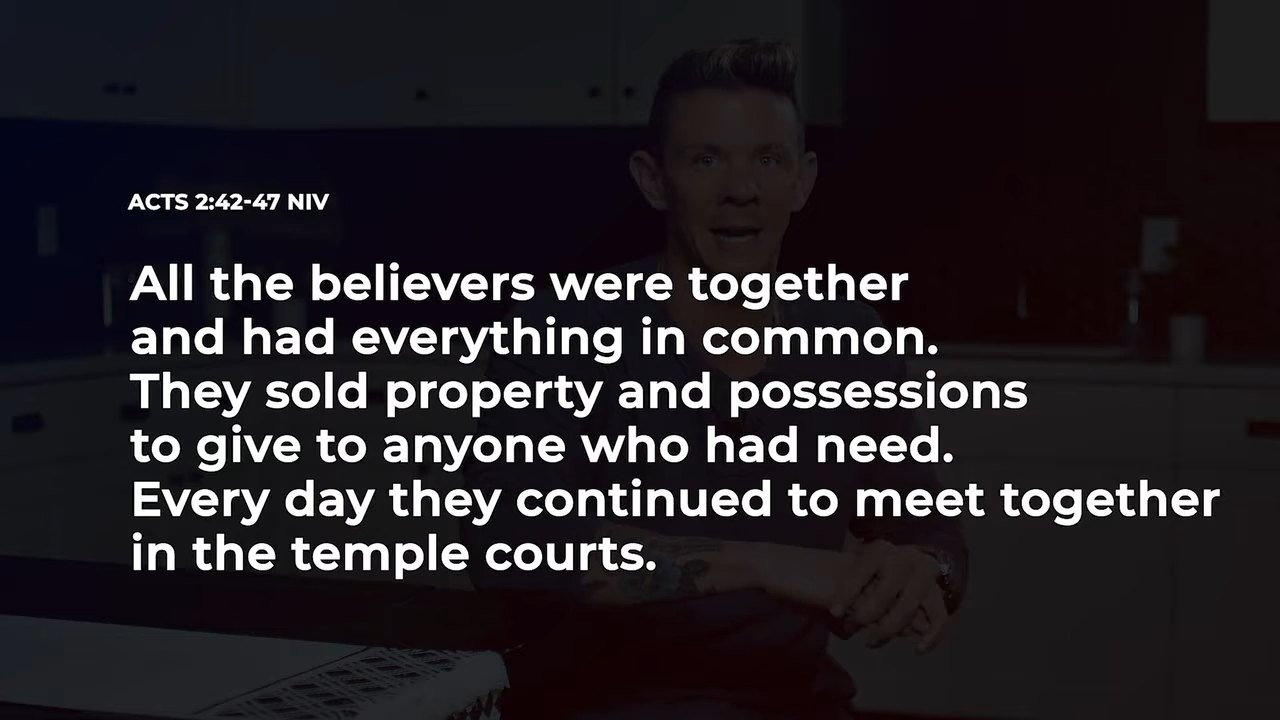 ACTS 2:42-47 NIV
All the believers were together
and had everything in common.
They sold property and possessions
to give to anyone who had need.
Every day they continued to meet together
in the temple courts.